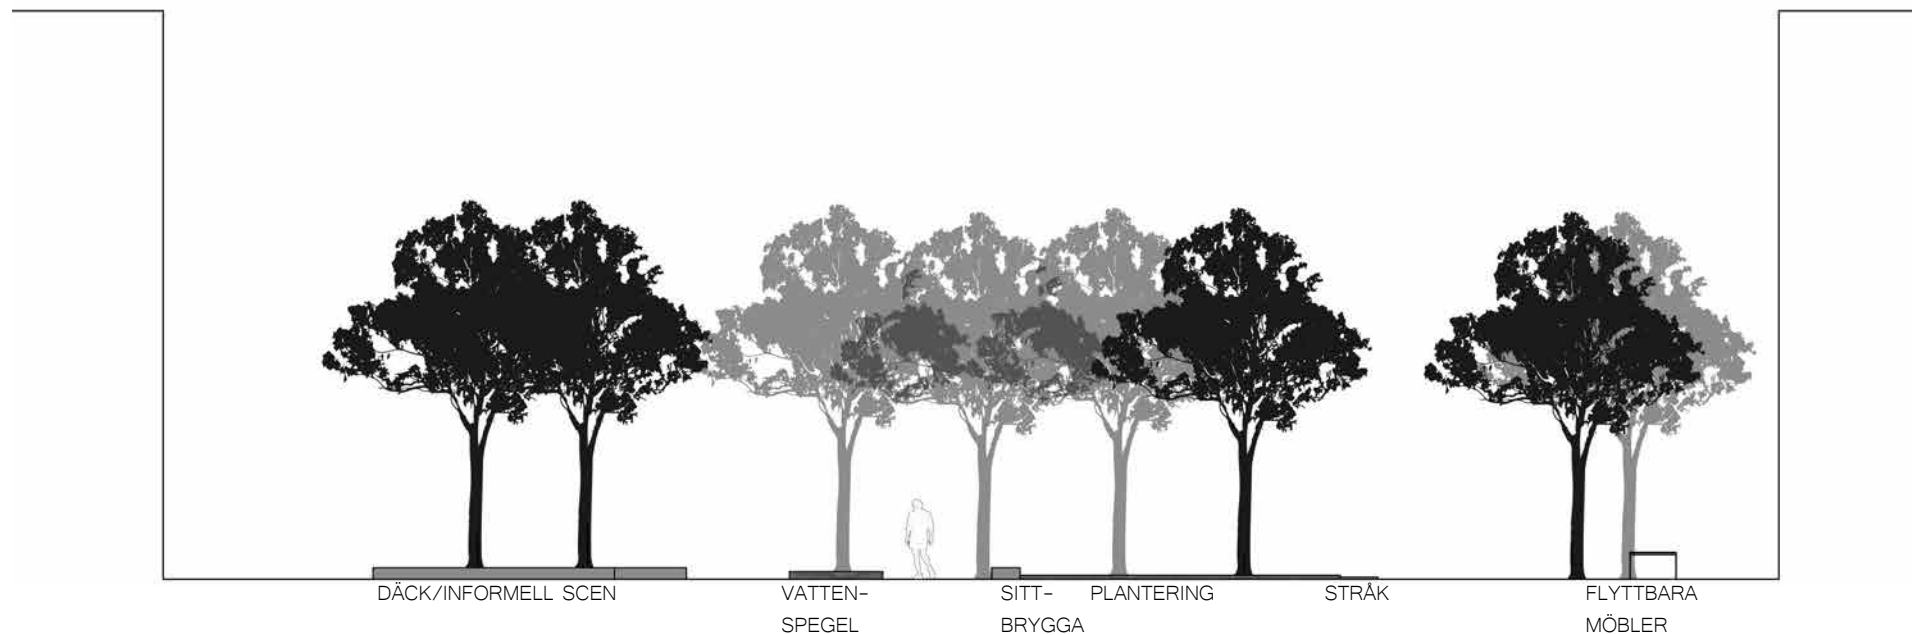 DÄCK/INFORMELL SCEN
VATTEN-
SPEGEL
SITT-
BRYGGA
PLANTERING
STRÅK
FLYTTBARA
MÖBLER